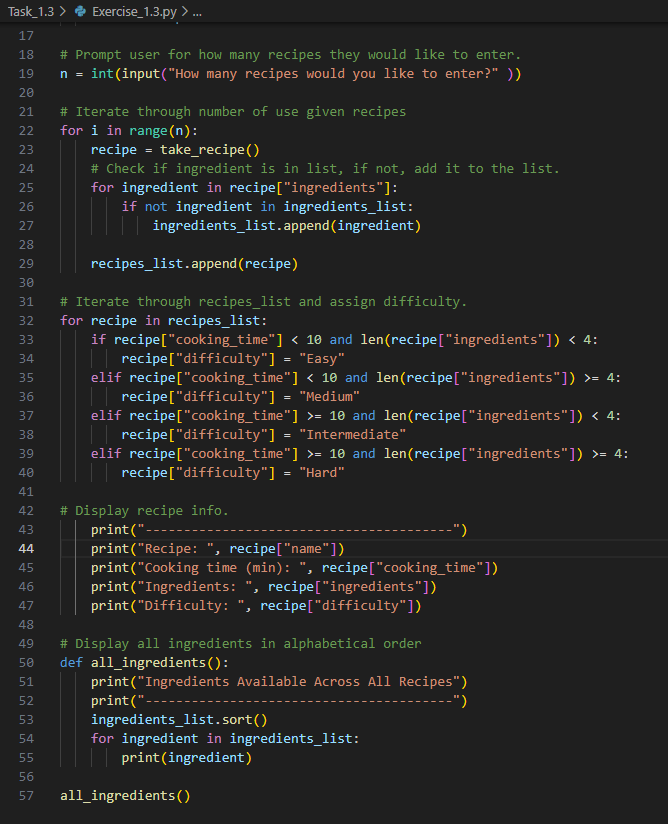 Task_1.3 > Exercise_1.3.py > ...
17
18 # Prompt user for how many recipes they would like to enter.
19 n = int(input("How many recipes would you like to enter?" ))
20
21 # Iterate through number of use given recipes
22 for i in range(n):
23     recipe = take_recipe()
24     # Check if ingredient is in list, if not, add it to the list.
25     for ingredient in recipe["ingredients"]:
26         if not ingredient in ingredients_list:
27             ingredients_list.append(ingredient)
28
29     recipes_list.append(recipe)
30
31 # Iterate through recipes_list and assign difficulty.
32 for recipe in recipes_list:
33     if recipe["cooking_time"] < 10 and len(recipe["ingredients"]) < 4:
34         recipe["difficulty"] = "Easy"
35     elif recipe["cooking_time"] < 10 and len(recipe["ingredients"]) >= 4:
36         recipe["difficulty"] = "Medium"
37     elif recipe["cooking_time"] >= 10 and len(recipe["ingredients"]) < 4:
38         recipe["difficulty"] = "Intermediate"
39     elif recipe["cooking_time"] >= 10 and len(recipe["ingredients"]) >= 4:
40         recipe["difficulty"] = "Hard"
41
42 # Display recipe info.
43     print("----------------------------------------")
44     print("Recipe: ", recipe["name"])
45     print("Cooking time (min): ", recipe["cooking_time"])
46     print("Ingredients: ", recipe["ingredients"])
47     print("Difficulty: ", recipe["difficulty"])
48
49 # Display all ingredients in alphabetical order
50 def all_ingredients():
51     print("Ingredients Available Across All Recipes")
52     print("----------------------------------------")
53     ingredients_list.sort()
54     for ingredient in ingredients_list:
55         print(ingredient)
56
57 all_ingredients()